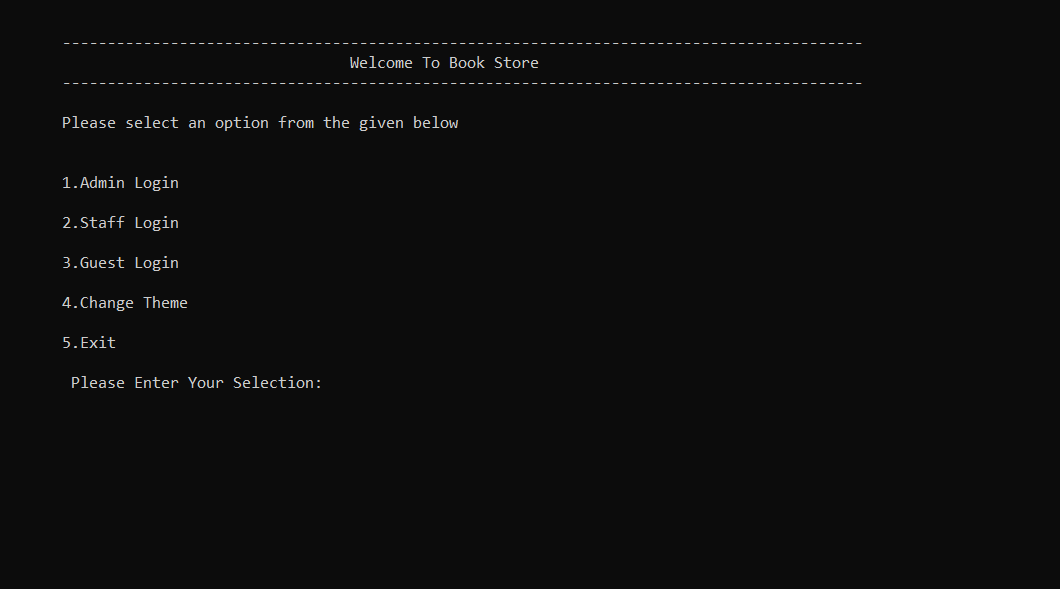 -----------------------------------------------------------------------------------------
Welcome To Book Store
-----------------------------------------------------------------------------------------
Please select an option from the given below
1.Admin Login
2.Staff Login
3.Guest Login
4.Change Theme
5.Exit
Please Enter Your Selection: